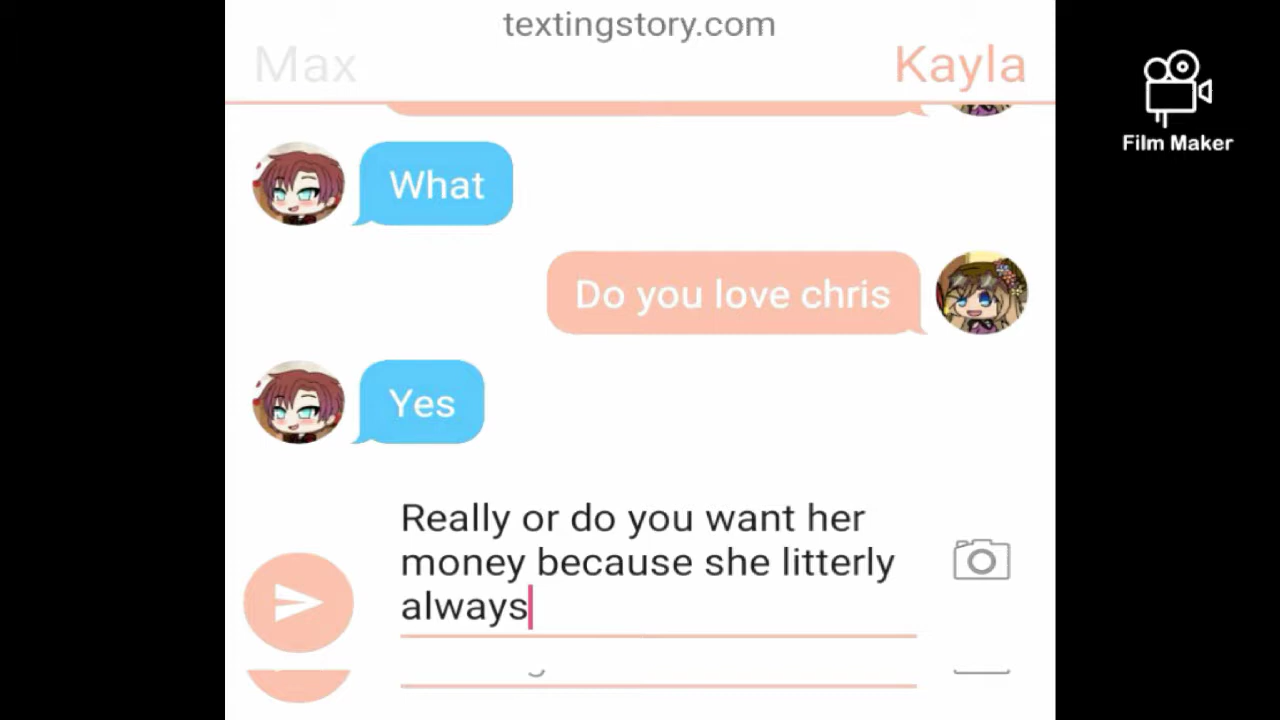 textingstory.com
Max
Kayla
Film Maker
What
Do you love chris
Yes
Really or do you want her
money because she litterly
always